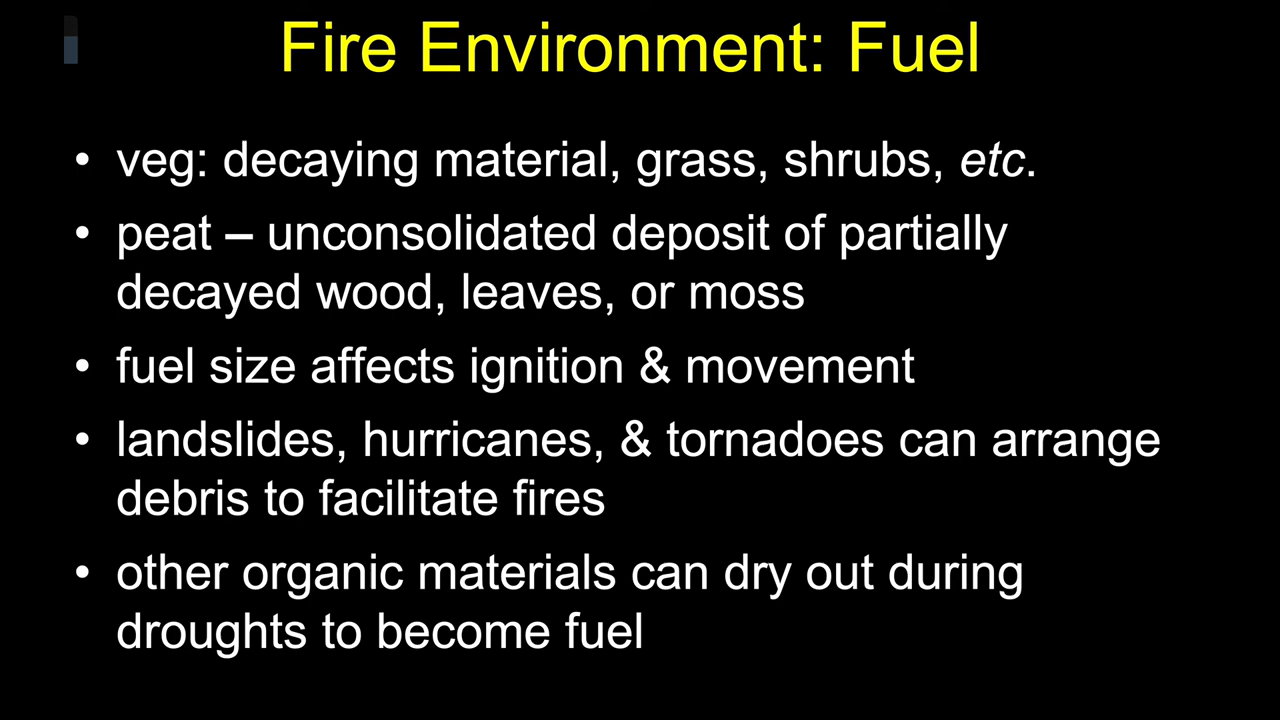 Fire Environment: Fuel
• veg: decaying material, grass, shrubs, etc.
• peat – unconsolidated deposit of partially
decayed wood, leaves, or moss
• fuel size affects ignition & movement
• landslides, hurricanes, & tornadoes can arrange
debris to facilitate fires
• other organic materials can dry out during
droughts to become fuel